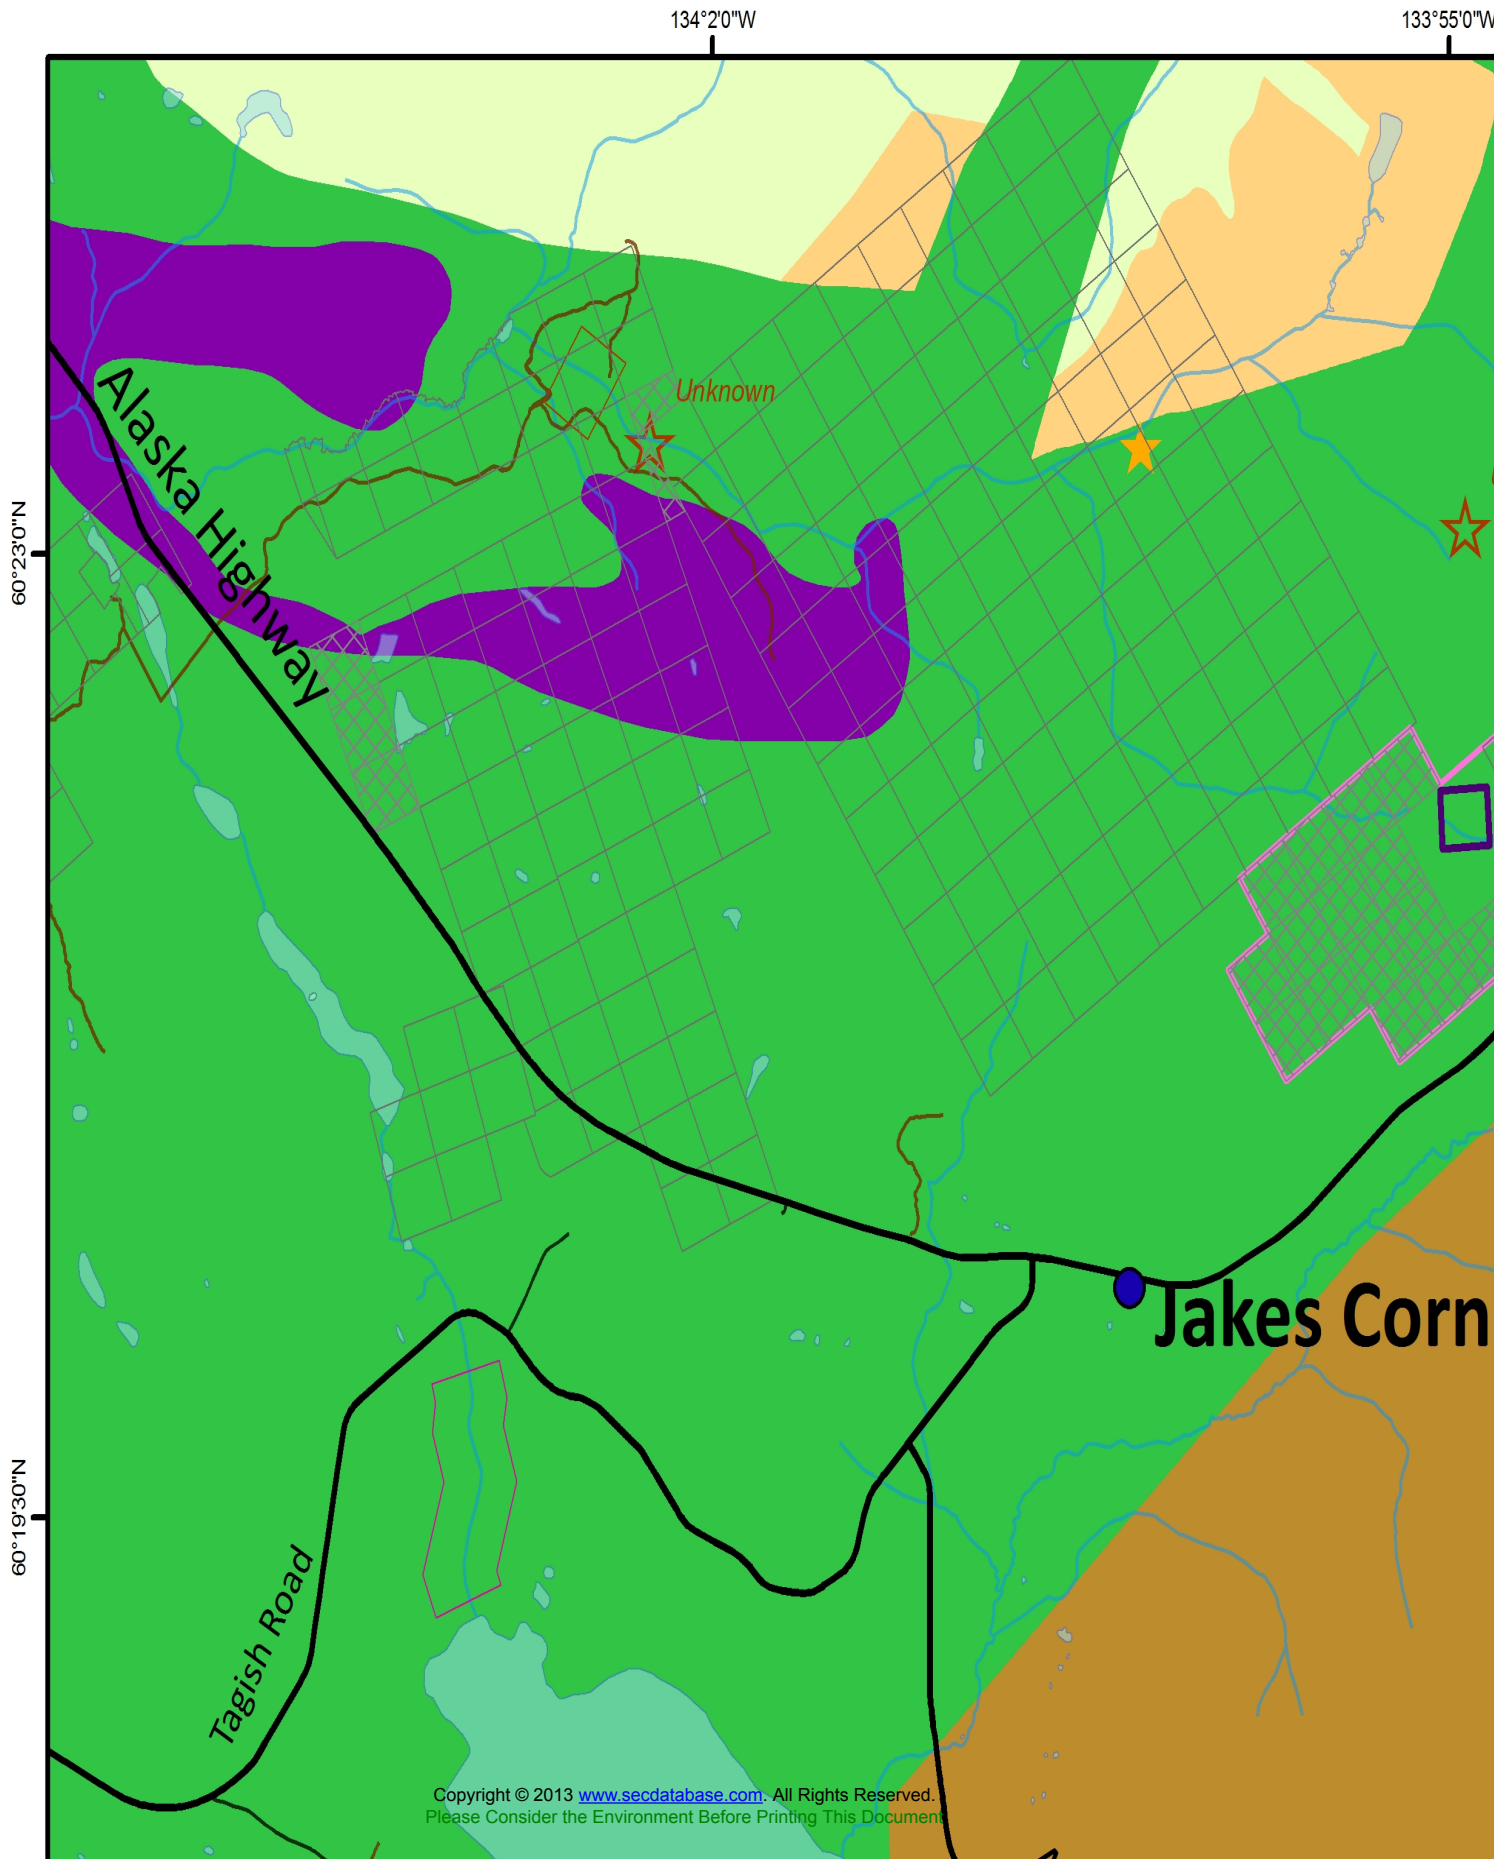 134°2'0"W
133°55'0"W
Unknown
Alaska Highway
60°23'0"N
Jakes Corn
60°19'30"N
Tagish Road
Copyright © 2013 www.secdatabase.com. All Rights Reserved.
Please Consider the Environment Before Printing This Document